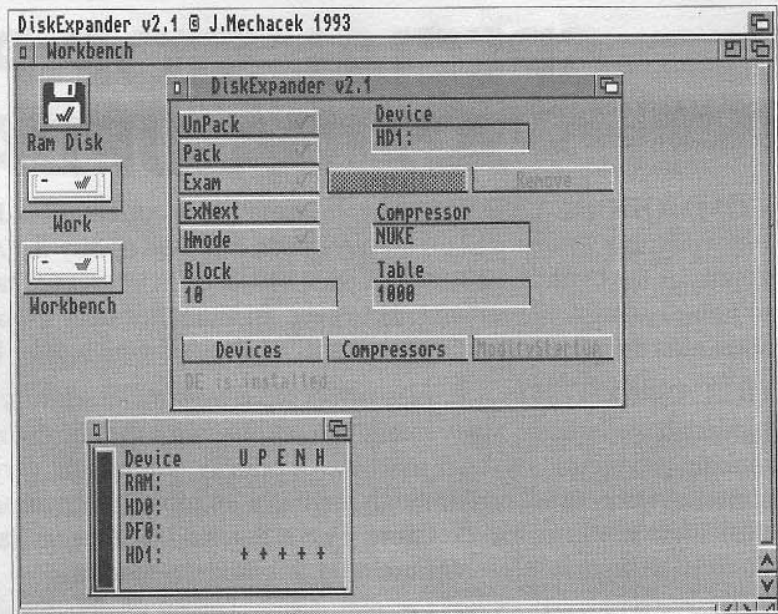 DiskExpander v2.1 © J.Mechacek 1993
Workbench
DiskExpander v2.1
Ram Disk
Work
Workbench
UnPack
Pack
Exam
ExNext
Hmode
Device
HD1:
Remove
Compressor
NUKE
Block
10
Table
1000
Devices
Compressors
ModifyStartup
DE is installed
Device U P E N H
RAM:
HD0:
DF0:
HD1: + + + + +